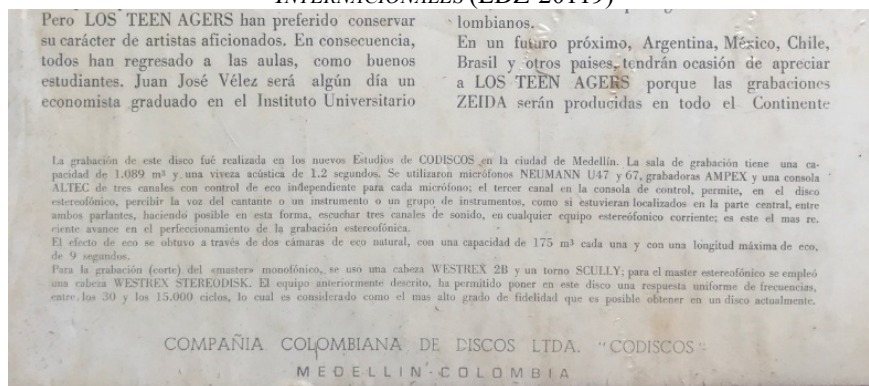 INTERNACIONALES (LDZ-20119)
Pero LOS TEEN AGERS han preferido conservar
su carácter de artistas aficionados. En consecuencia,
todos han regresado a las aulas, como buenos
estudiantes. Juan José Vélez será algún día un
economista graduado en el Instituto Universitario
lombianos.
En un futuro próximo, Argentina, México, Chile,
Brasil y otros paises, tendrán ocasión de apreciar
a LOS TEEN AGERS porque las grabaciones
ZEIDA serán producidas en todo el Continente
La grabación de este disco fué realizada en los nuevos Estudios de CODISCOS en la ciudad de Medellín. La sala de grabación tiene una ca-
pacidad de 1.089 m³ y una viveza acústica de 1.2 segundos. Se utilizaron micrófonos NEUMANN U47 y 67, grabadoras AMPEX y una consola
ALTEC de tres canales con control de eco independiente para cada micrófono; el tercer canal en la consola de control, permite, en el disco
estereofónico, percibir la voz del cantante o un instrumento o un grupo de instrumentos, como si estuvieran localizados en la parte central, entre
ambos parlantes, haciendo posible en esta forma, escuchar tres canales de sonido, en cualquier equipo estereofónico corriente; es este el mas re.
ciente avance en el perfeccionamiento de la grabación estereofónica.
El efecto de eco se obtuvo a través de dos cámaras de eco natural, con una capacidad de 175 m³ cada una y con una longitud máxima de eco,
de 9 segundos.
Para la grabación (corte) del «master» monofónico, se uso una cabeza WESTREX 2B y un torno SCULLY; para el master estereofónico se empleó
una cabeza WESTREX STEREODISK. El equipo anteriormente descrito, ha permitido poner en este disco una respuesta uniforme de frecuencias,
entre los 30 y los 15.000 ciclos, lo cual es considerado como el mas alto grado de fidelidad que es posible obtener en un disco actualmente.
COMPAÑIA COLOMBIANA DE DISCOS LTDA. "CODISCOS"
MEDELLIN-COLOMBIA